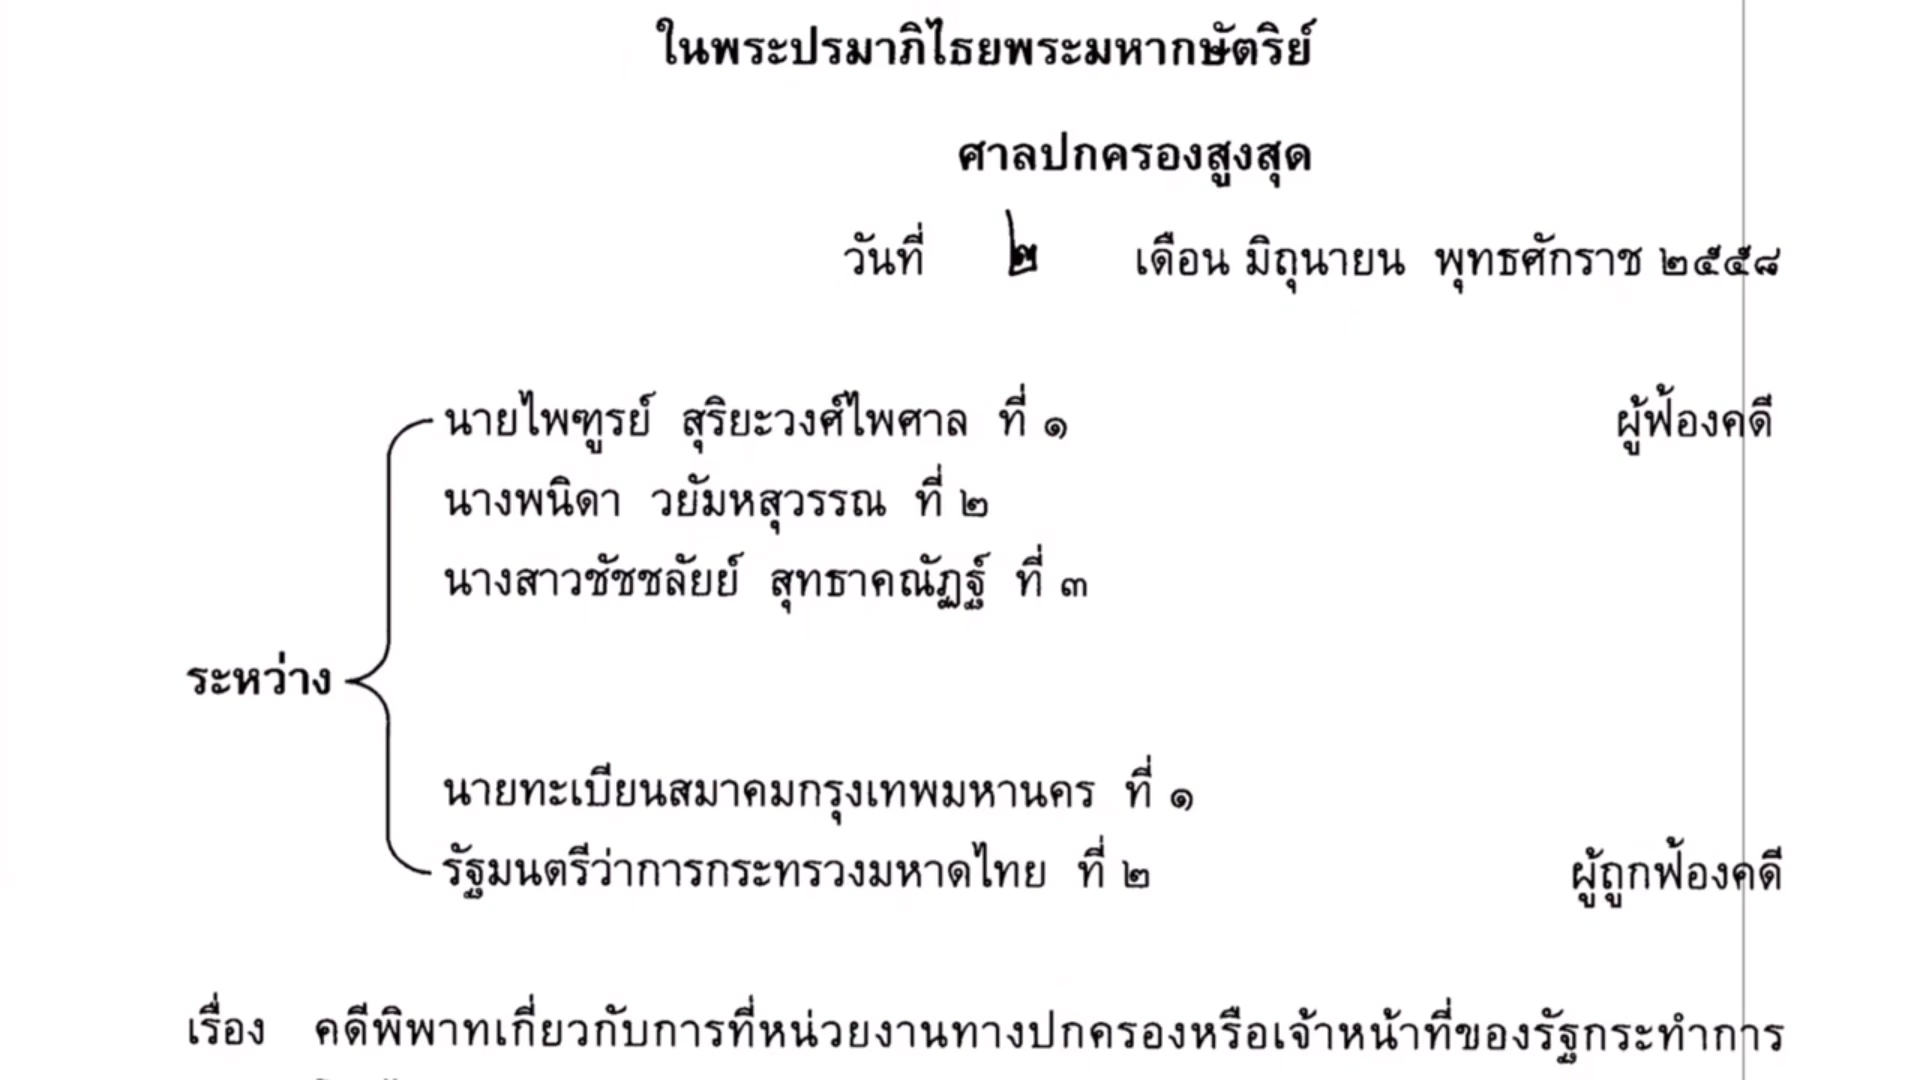 ในพระปรมาภิไธยพระมหากษัตริย์
ศาลปกครองสูงสุด
วันที่ ๒ เดือน มิถุนายน พุทธศักราช ๒๕๕๘
นายไพฑูรย์ สุริยะวงศ์ไพศาล ที่ ๑ ผู้ฟ้องคดี
นางพนิดา วยัมหสุวรรณ ที่ ๒
นางสาวชัชชลัยย์ สุทธาคณัฏฐ์ ที่ ๓
ระหว่าง
นายทะเบียนสมาคมกรุงเทพมหานคร ที่ ๑
รัฐมนตรีว่าการกระทรวงมหาดไทย ที่ ๒ ผู้ถูกฟ้องคดี
เรื่อง คดีพิพาทเกี่ยวกับการที่หน่วยงานทางปกครองหรือเจ้าหน้าที่ของรัฐกระทำการ